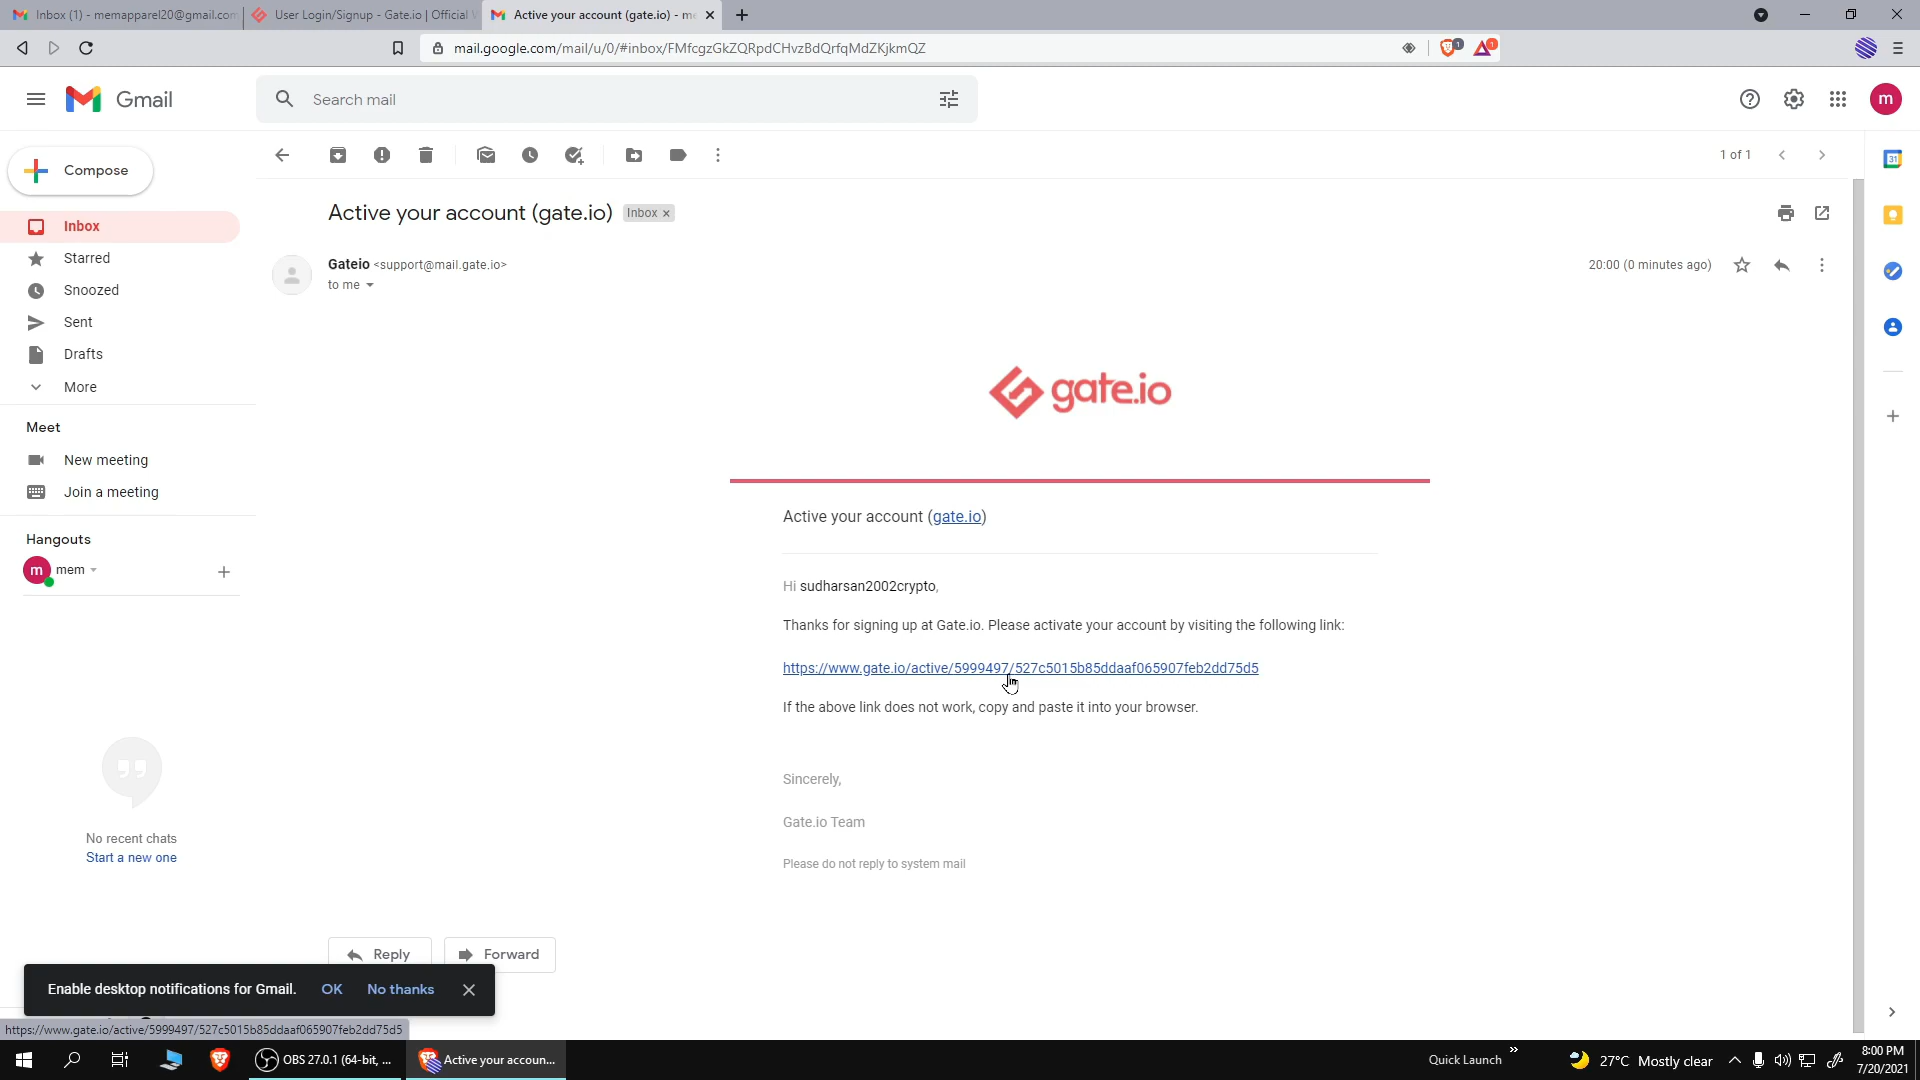 Inbox (1) - memapparel20@gmail.com
User Login/Signup - Gate.io | Official
Active your account (gate.io) - me
mail.google.com/mail/u/0/#inbox/FMfcgzGkZQRpdCHvzBdQrfqMdZKjkmQZ
1
1
Gmail
Search mail
m
Compose
1 of 1
31
Active your account (gate.io)
Inbox ×
Inbox
Starred
Snoozed
Sent
Drafts
More
Gateio <support@mail.gate.io>
to me
20:00 (0 minutes ago)
gate.io
Meet
New meeting
Join a meeting
Hangouts
m mem
Active your account (gate.io)
Hi sudharsan2002crypto,
Thanks for signing up at Gate.io. Please activate your account by visiting the following link:
https://www.gate.io/active/5999497/527c5015b85ddaaf065907feb2dd75d5
If the above link does not work, copy and paste it into your browser.
Sincerely,
Gate.io Team
Please do not reply to system mail
No recent chats
Start a new one
Reply
Forward
Enable desktop notifications for Gmail.
OK
No thanks
https://www.gate.io/active/5999497/527c5015b85ddaaf065907feb2dd75d5
OBS 27.0.1 (64-bit, ...
Active your accoun...
Quick Launch
27°C Mostly clear
8:00 PM
7/20/2021